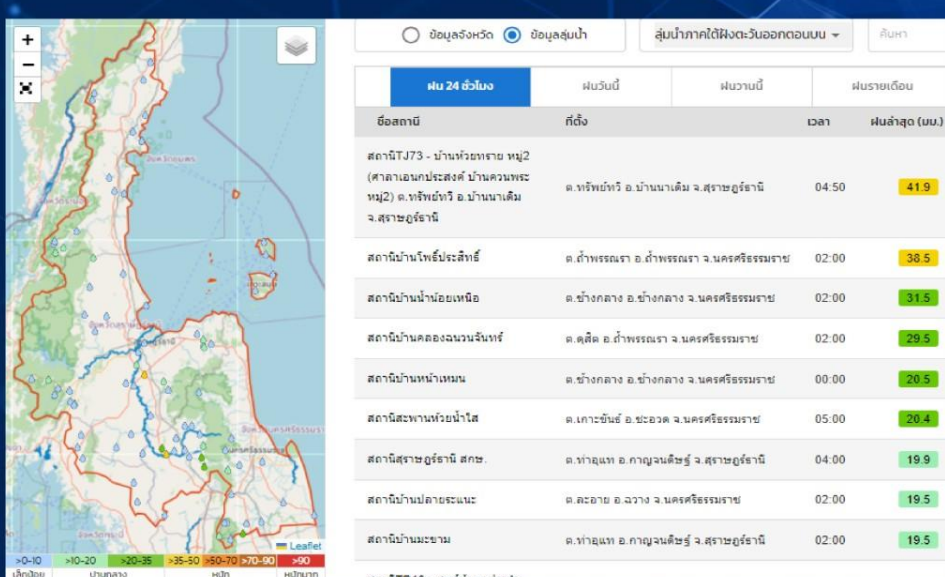 ข้อมูลจังหวัด ข้อมูลลุ่มน้ำ ลุ่มน้ำภาคใต้ฝั่งตะวันออกตอนบน ค้นหา
ฝน 24 ชั่วโมง ฝนวันนี้ ฝนวานนี้ ฝนรายเดือน
ชื่อสถานี ที่ตั้ง เวลา ฝนล่าสุด (มม.)
สถานีTJ73 - บ้านห้วยทราย หมู่2
(ศาลาเอนกประสงค์ บ้านควนพระ
หมู่2) ต.ทรัพย์ทวี อ.บ้านนาเดิม
จ.สุราษฎร์ธานี
ต.ทรัพย์ทวี อ.บ้านนาเดิม จ.สุราษฎร์ธานี 04:50 41.9
สถานีบ้านโพธิ์ประสิทธิ์ ต.ถ้ำพรรณรา อ.ถ้ำพรรณรา จ.นครศรีธรรมราช 02:00 38.5
สถานีบ้านน้ำน้อยเหนือ ต.ช้างกลาง อ.ช้างกลาง จ.นครศรีธรรมราช 02:00 31.5
สถานีบ้านคลองฉนวนจันทร์ ต.ดุสิต อ.ถ้ำพรรณรา จ.นครศรีธรรมราช 02:00 29.5
สถานีบ้านหน้าเหมน ต.ช้างกลาง อ.ช้างกลาง จ.นครศรีธรรมราช 00:00 20.5
สถานีสะพานห้วยน้ำใส ต.เกาะขันธ์ อ.ชะอวด จ.นครศรีธรรมราช 05:00 20.4
สถานีสุราษฎร์ธานี สกษ. ต.ท่าอุแท อ.กาญจนดิษฐ์ จ.สุราษฎร์ธานี 04:00 19.9
สถานีบ้านปลายระแนะ ต.ละอาย อ.ฉวาง จ.นครศรีธรรมราช 02:00 19.5
สถานีบ้านมะขาม ต.ท่าอุแท อ.กาญจนดิษฐ์ จ.สุราษฎร์ธานี 02:00 19.5
Leaflet
>0-10 >10-20 >20-35 >35-50 >50-70 >70-90 >90
เล็กน้อย ปานกลาง หนัก หนักมาก